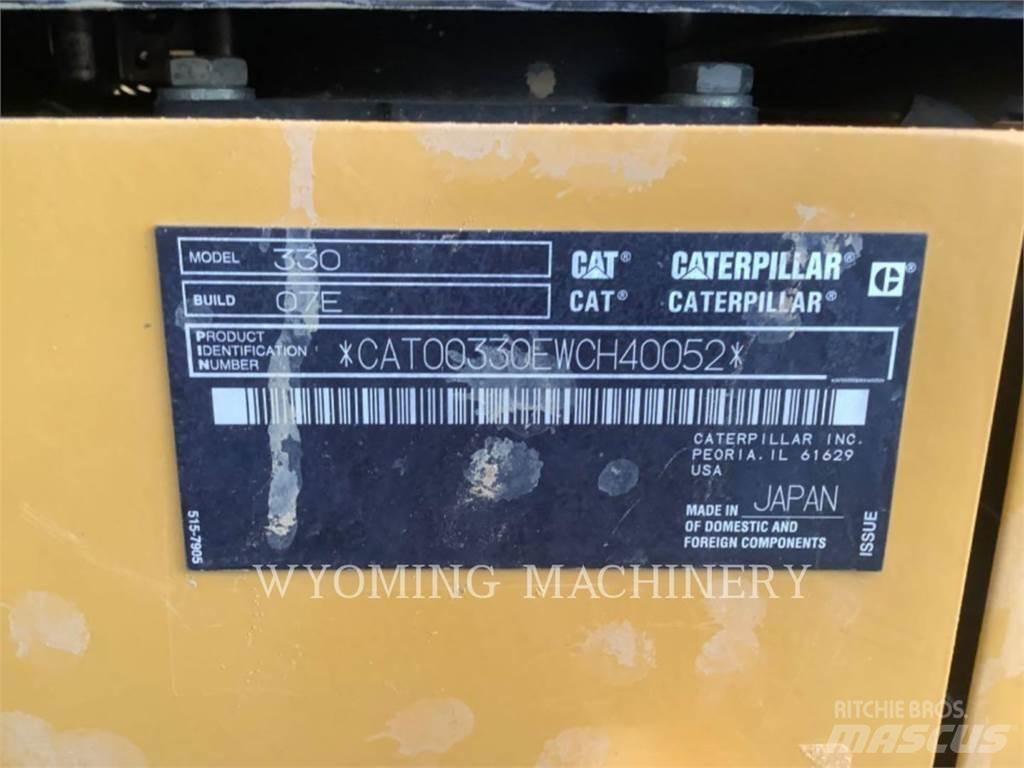 MODEL 330
BUILD 07E
CAT® CATERPILLAR®
CAT® CATERPILLAR®
PRODUCT
IDENTIFICATION
NUMBER
*CAT00330EWCH40052*
CATERPILLAR INC.
PEORIA, IL 61629
USA
MADE IN JAPAN
OF DOMESTIC AND
FOREIGN COMPONENTS
515-7905
ISSUE
WYOMING MACHINERY
RITCHIE BROS.
MASCUS